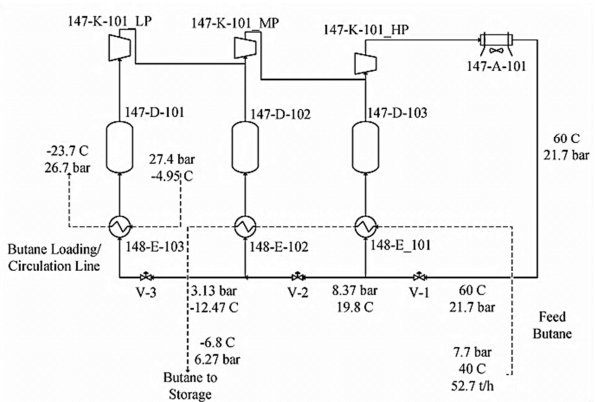 147-K-101_LP
147-K-101_MP
147-K-101_HP
147-A-101
147-D-101
147-D-102
147-D-103
60 C
21.7 bar
-23.7 C
26.7 bar
27.4 bar
-4.95 C
Butane Loading/
Circulation Line
148-E-103
148-E-102
148-E_101
V-3
3.13 bar
-12.47 C
V-2
8.37 bar
19.8 C
V-1
60 C
21.7 bar
Feed
Butane
-6.8 C
6.27 bar
7.7 bar
40 C
52.7 t/h
Butane to
Storage